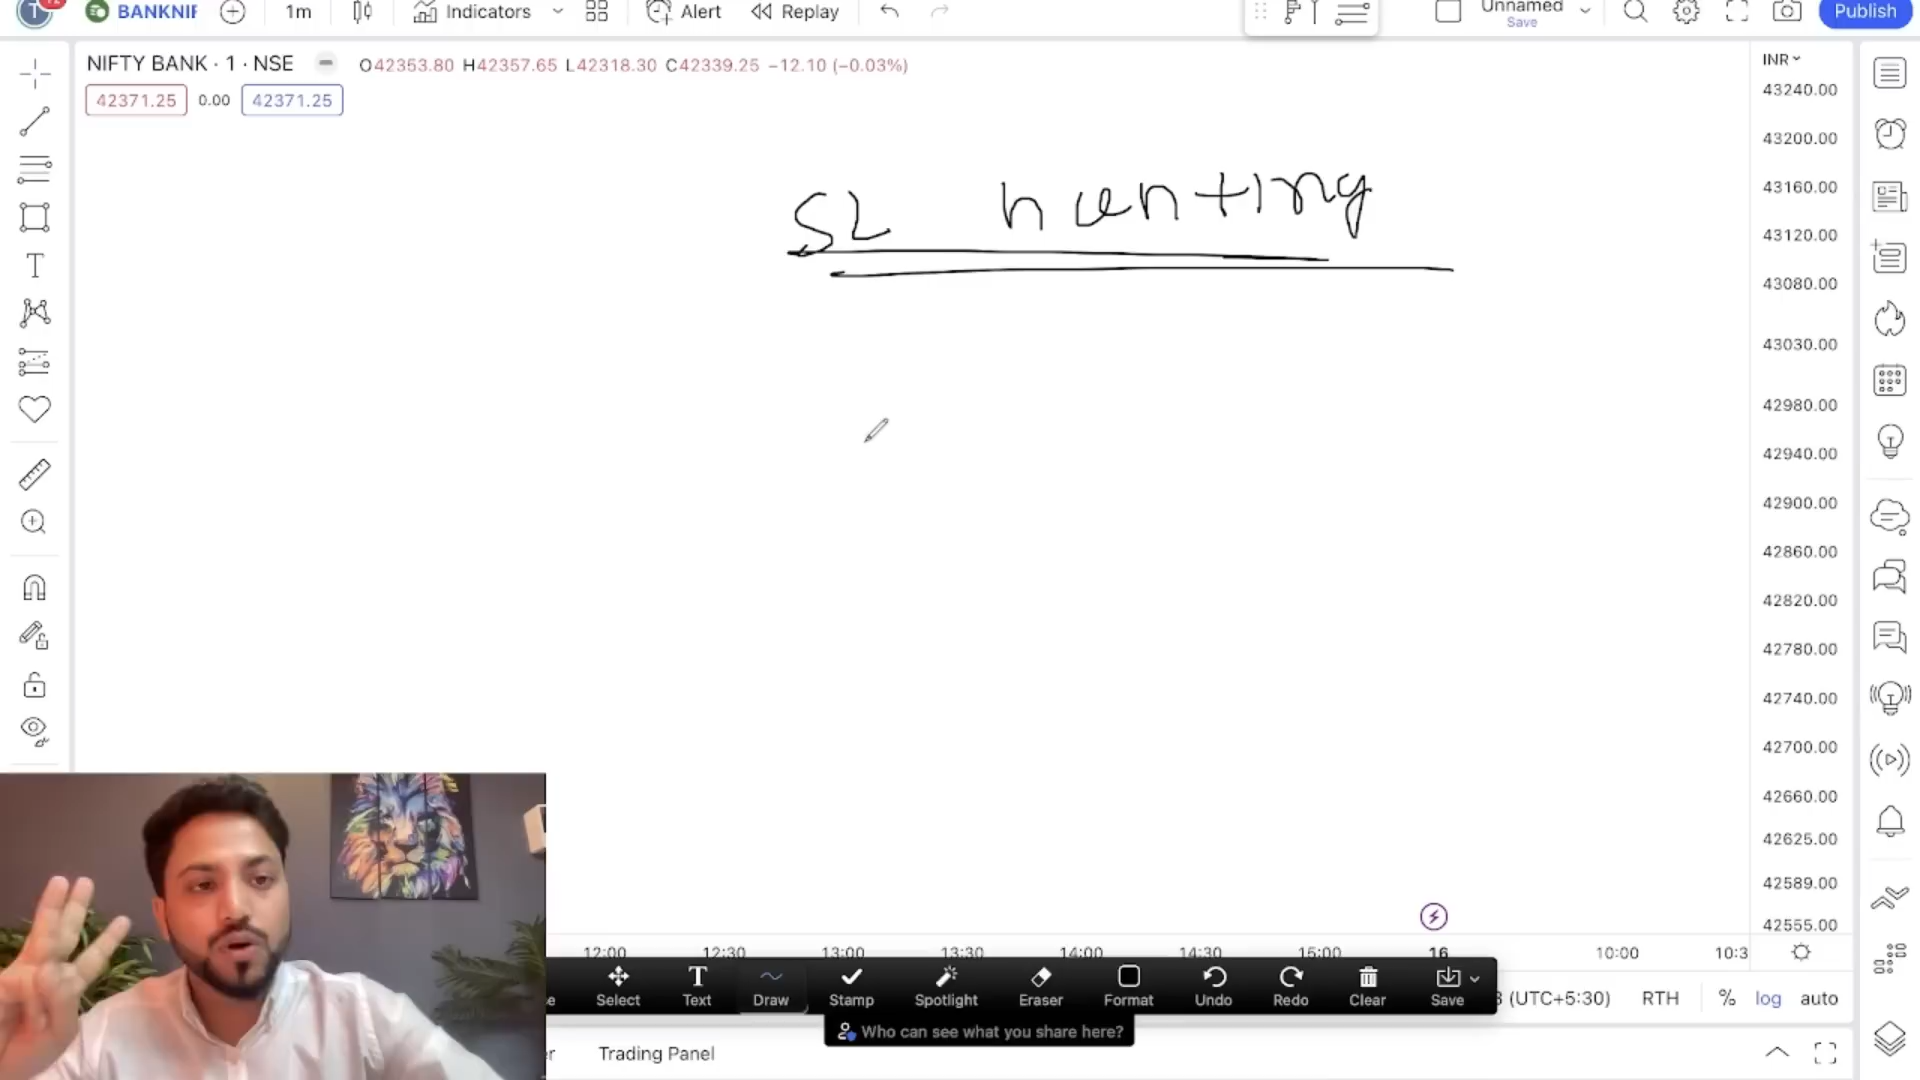 12
BANKNIF 1m Indicators Alert Replay Unnamed Save Publish
NIFTY BANK · 1 · NSE O42353.80 H42357.65 L42318.30 C42339.25 −12.10 (−0.03%)
42371.25 0.00 42371.25
INR
43240.00
43200.00
43160.00
43120.00
43080.00
43030.00
42980.00
42940.00
42900.00
42860.00
42820.00
42780.00
42740.00
42700.00
42660.00
42625.00
42589.00
42555.00
SL hunting
12:00 12:30 13:00 13:30 14:00 14:30 15:00 16 10:00 10:3
Select Text Draw Stamp Spotlight Eraser Format Undo Redo Clear Save
(UTC+5:30) RTH % log auto
Who can see what you share here?
Trading Panel